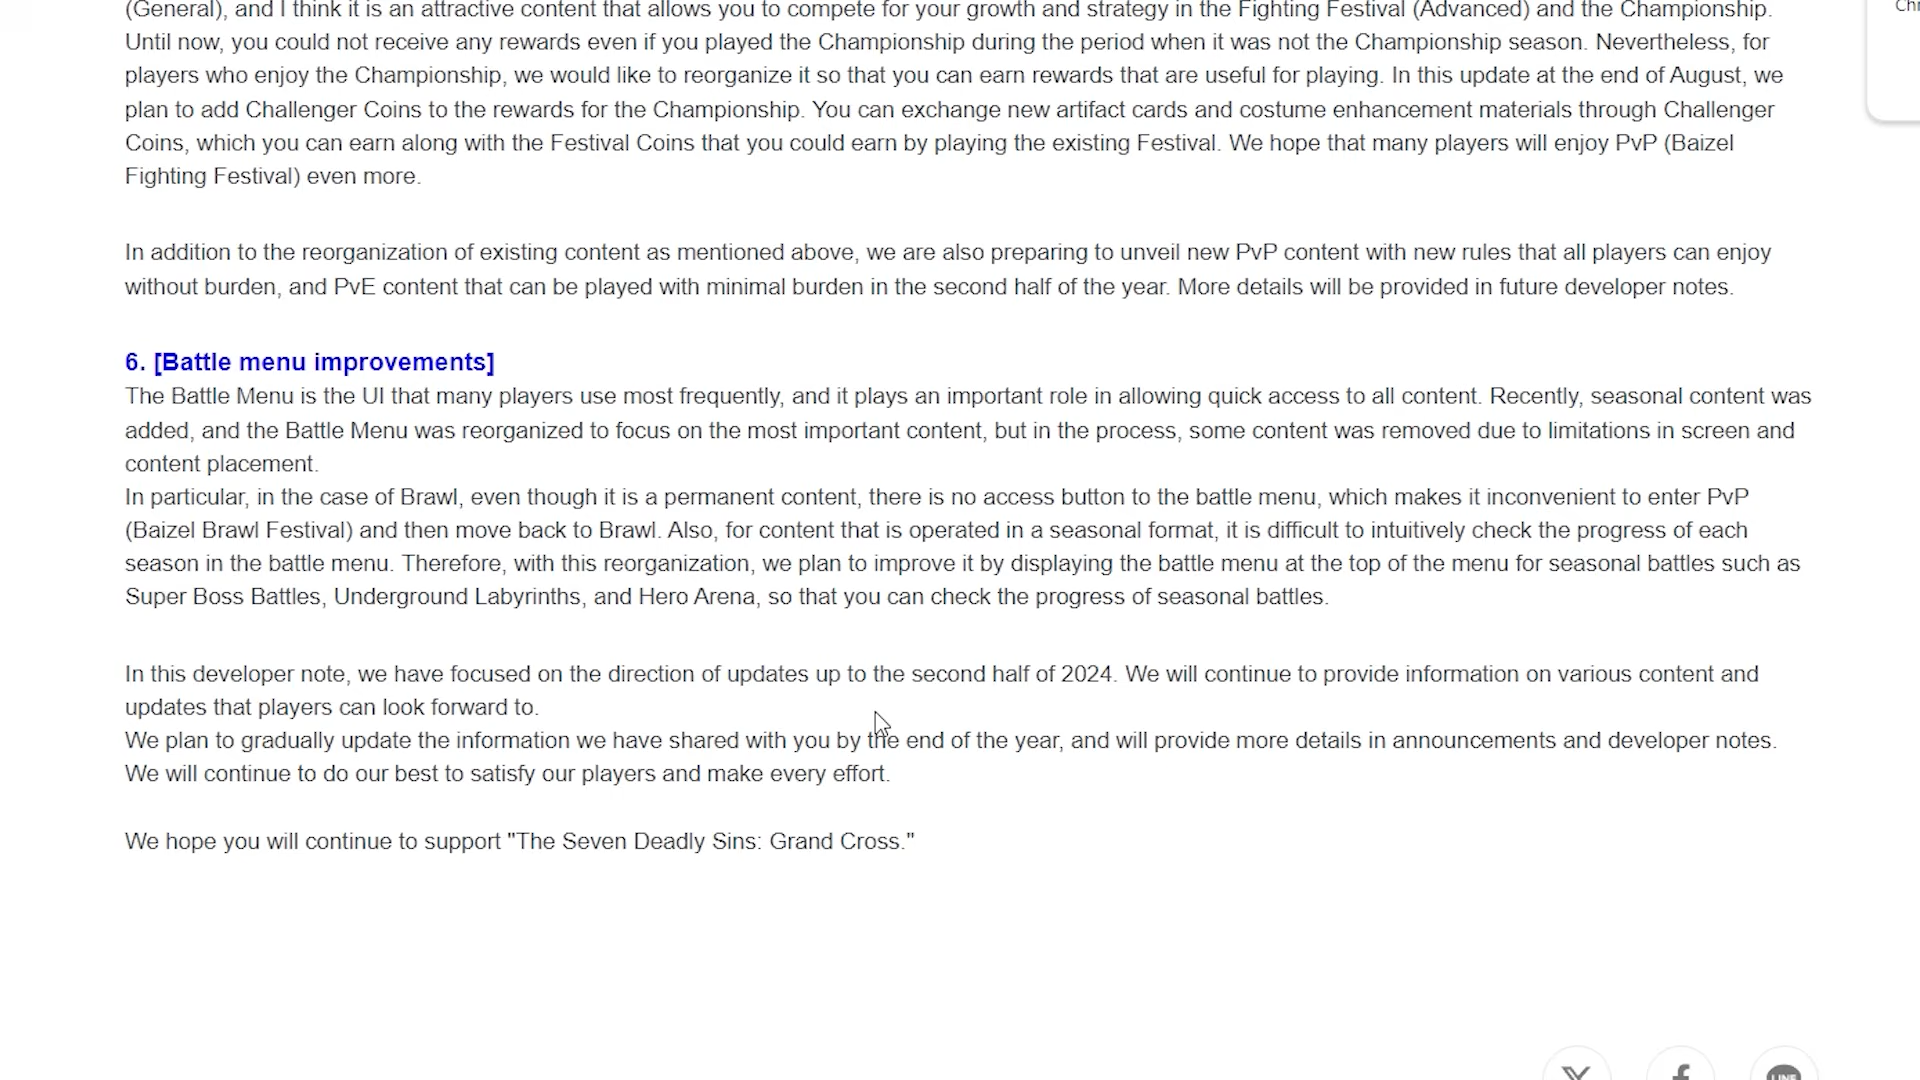 (General), and I think it is an attractive content that allows you to compete for your growth and strategy in the Fighting Festival (Advanced) and the Championship.
Until now, you could not receive any rewards even if you played the Championship during the period when it was not the Championship season. Nevertheless, for
players who enjoy the Championship, we would like to reorganize it so that you can earn rewards that are useful for playing. In this update at the end of August, we
plan to add Challenger Coins to the rewards for the Championship. You can exchange new artifact cards and costume enhancement materials through Challenger
Coins, which you can earn along with the Festival Coins that you could earn by playing the existing Festival. We hope that many players will enjoy PvP (Baizel
Fighting Festival) even more.
In addition to the reorganization of existing content as mentioned above, we are also preparing to unveil new PvP content with new rules that all players can enjoy
without burden, and PvE content that can be played with minimal burden in the second half of the year. More details will be provided in future developer notes.
6. [Battle menu improvements]
The Battle Menu is the UI that many players use most frequently, and it plays an important role in allowing quick access to all content. Recently, seasonal content was
added, and the Battle Menu was reorganized to focus on the most important content, but in the process, some content was removed due to limitations in screen and
content placement.
In particular, in the case of Brawl, even though it is a permanent content, there is no access button to the battle menu, which makes it inconvenient to enter PvP
(Baizel Brawl Festival) and then move back to Brawl. Also, for content that is operated in a seasonal format, it is difficult to intuitively check the progress of each
season in the battle menu. Therefore, with this reorganization, we plan to improve it by displaying the battle menu at the top of the menu for seasonal battles such as
Super Boss Battles, Underground Labyrinths, and Hero Arena, so that you can check the progress of seasonal battles.
In this developer note, we have focused on the direction of updates up to the second half of 2024. We will continue to provide information on various content and
updates that players can look forward to.
We plan to gradually update the information we have shared with you by the end of the year, and will provide more details in announcements and developer notes.
We will continue to do our best to satisfy our players and make every effort.
We hope you will continue to support "The Seven Deadly Sins: Grand Cross."
LINE